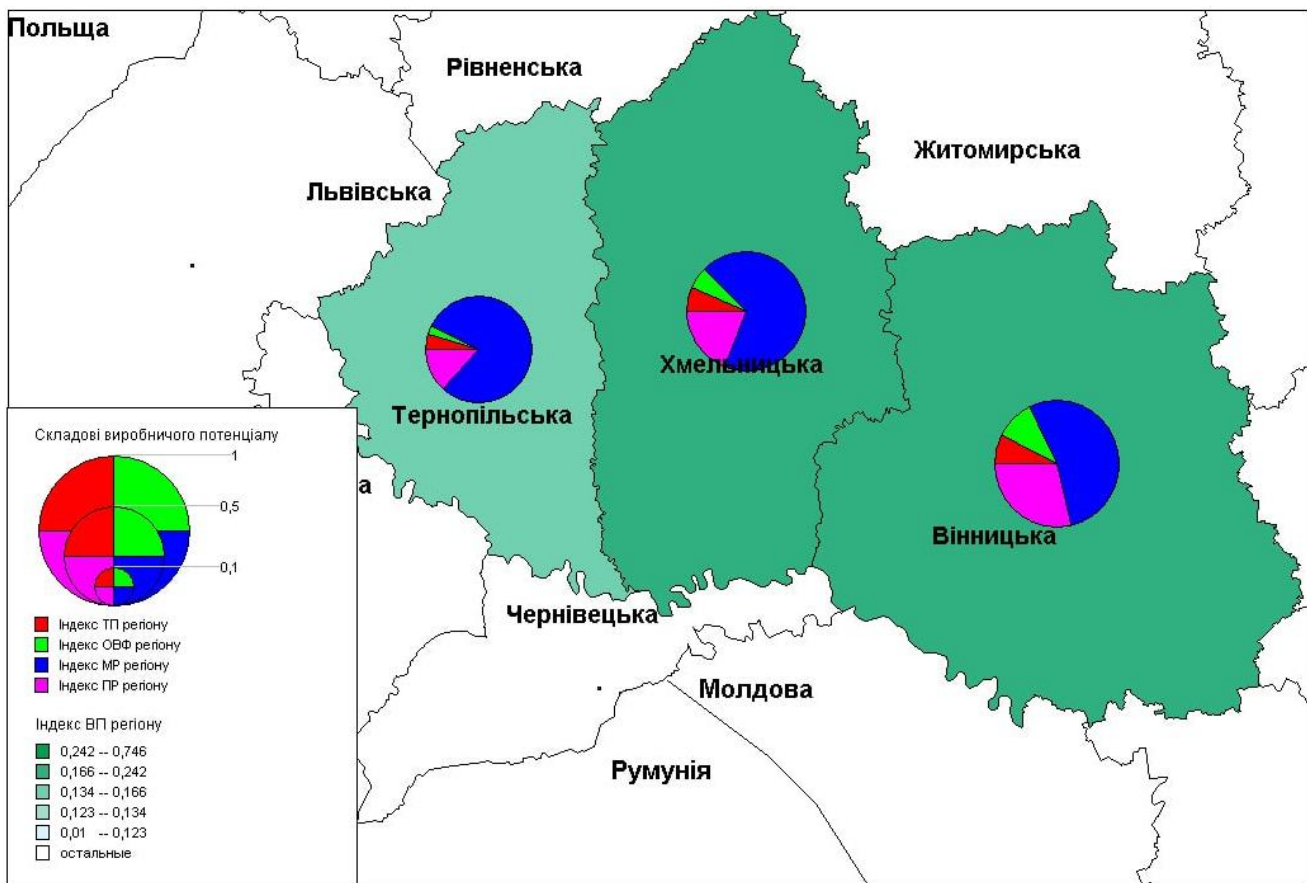 Польща
Рівненська
Житомирська
Львівська
Хмельницька
Тернопільська
Вінницька
а
Чернівецька
Молдова
Румунія
Складові виробничого потенціалу
1
0,5
0,1
Індекс ТП регіону
Індекс ОВФ регіону
Індекс МР регіону
Індекс ПР регіону
Індекс ВП регіону
0,242 -- 0,746
0,166 -- 0,242
0,134 -- 0,166
0,123 -- 0,134
0,01 -- 0,123
остальные